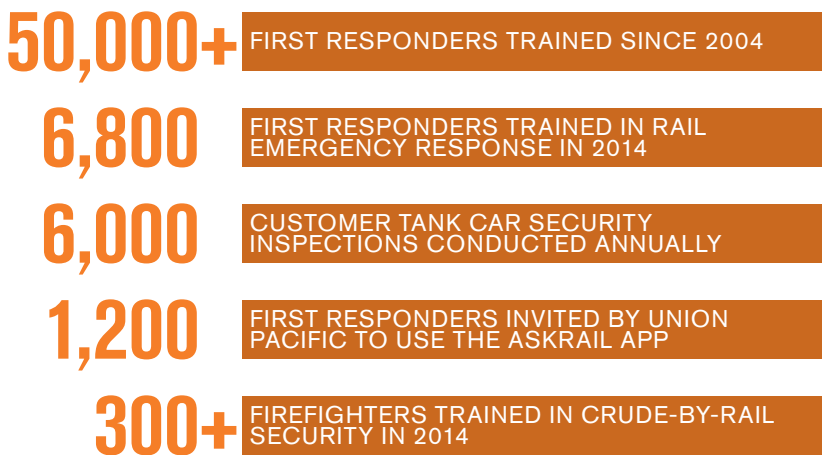 50,000+ FIRST RESPONDERS TRAINED SINCE 2004
6,800 FIRST RESPONDERS TRAINED IN RAIL
EMERGENCY RESPONSE IN 2014
6,000 CUSTOMER TANK CAR SECURITY
INSPECTIONS CONDUCTED ANNUALLY
1,200 FIRST RESPONDERS INVITED BY UNION
PACIFIC TO USE THE ASKRAIL APP
300+ FIREFIGHTERS TRAINED IN CRUDE-BY-RAIL
SECURITY IN 2014